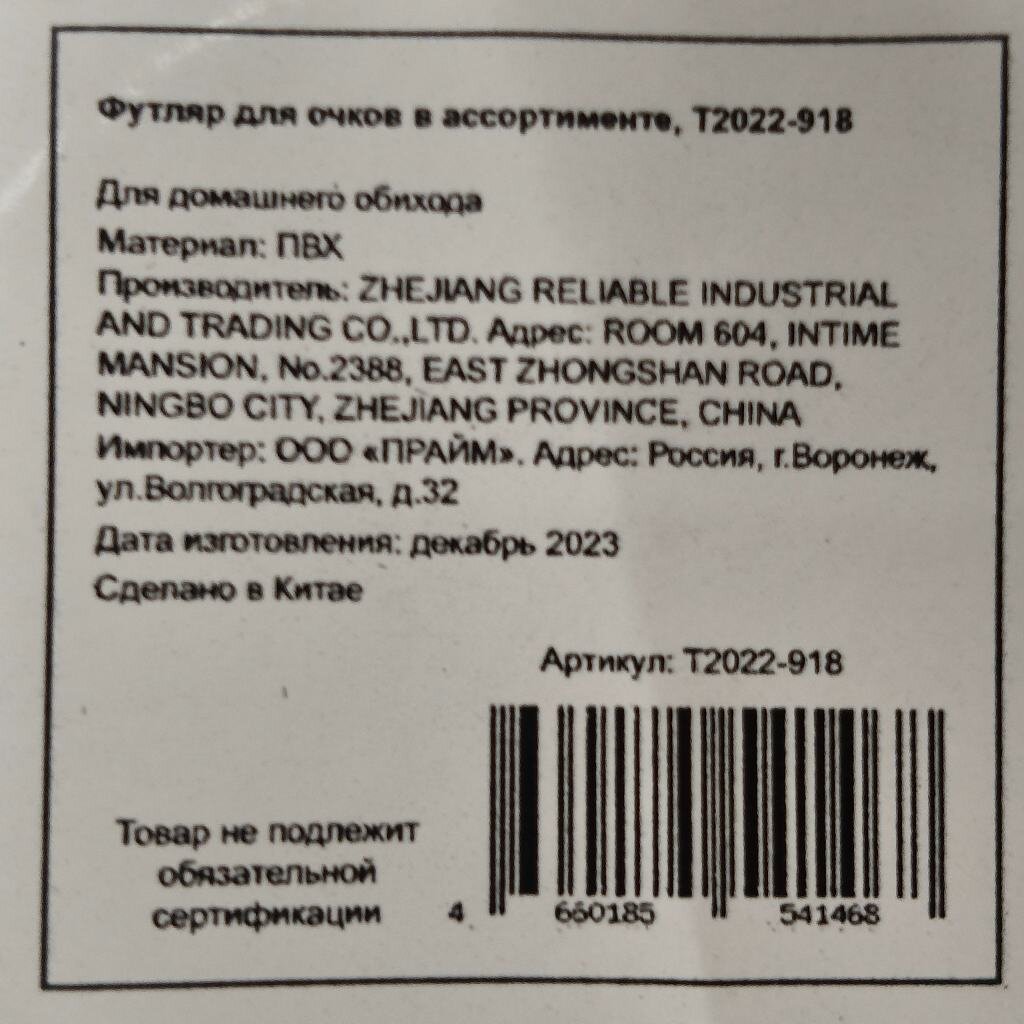 Футляр для очков в ассортименте, Т2022-918
Для домашнего обихода
Материал: ПВХ
Производитель: ZHEJIANG RELIABLE INDUSTRIAL
AND TRADING CO.,LTD. Адрес: ROOM 604, INTIME
MANSION, No.2388, EAST ZHONGSHAN ROAD,
NINGBO CITY, ZHEJIANG PROVINCE, CHINA
Импортер: ООО «ПРАЙМ». Адрес: Россия, г.Воронеж,
ул.Волгоградская, д.32
Дата изготовления: декабрь 2023
Сделано в Китае
Артикул: Т2022-918
Товар не подлежит
обязательной
сертификации
4 660185 541468